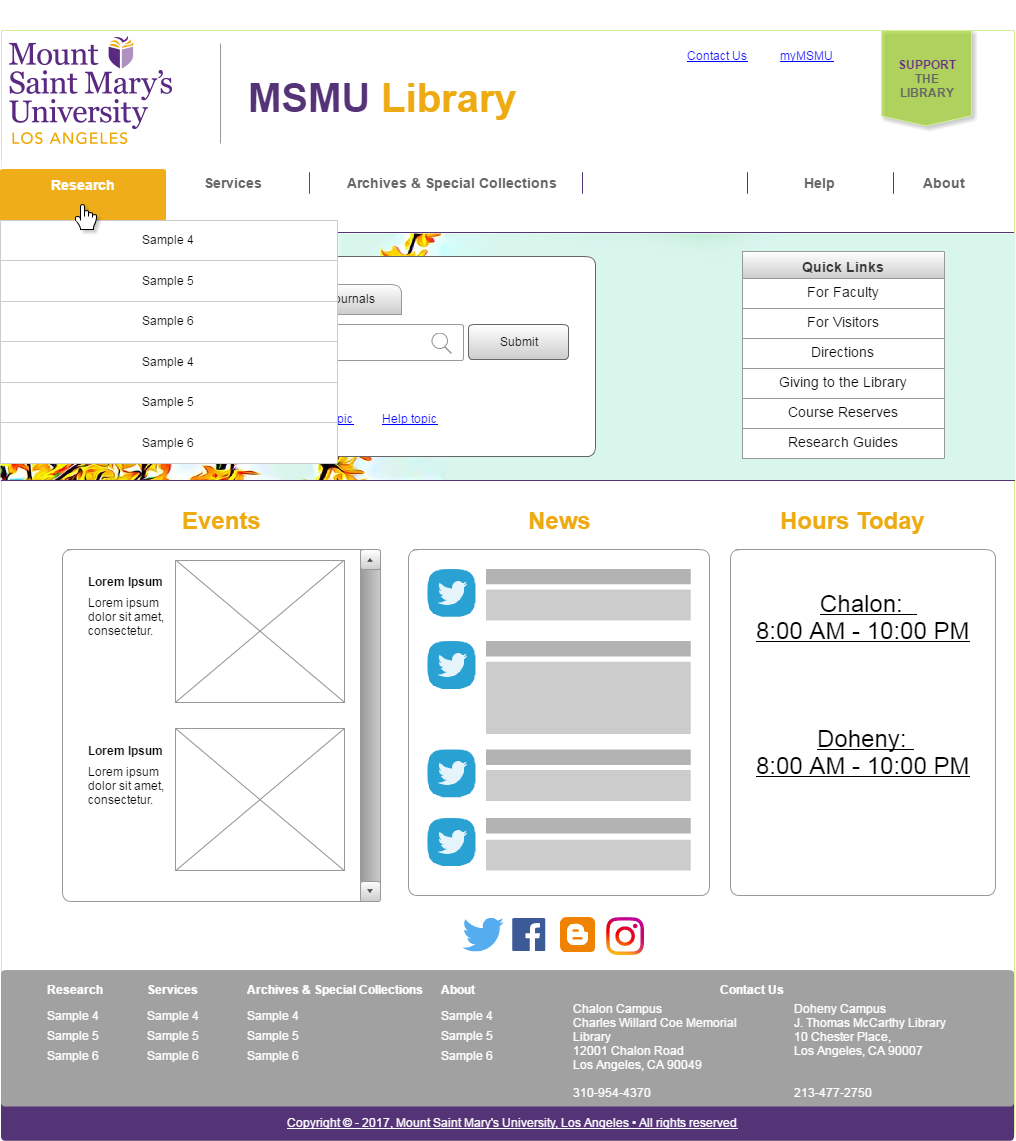 Mount
Saint Mary's
University
LOS ANGELES
MSMU Library
Contact Us myMSMU
SUPPORT
THE
LIBRARY
Research Services Archives & Special Collections Help About
Sample 4
Sample 5
Sample 6
Sample 4
Sample 5
Sample 6
ournals
Submit
pic Help topic
Quick Links
For Faculty
For Visitors
Directions
Giving to the Library
Course Reserves
Research Guides
Events
Lorem Ipsum
Lorem ipsum
dolor sit amet,
consectetur.
Lorem Ipsum
Lorem ipsum
dolor sit amet,
consectetur.
News
Hours Today
Chalon:
8:00 AM - 10:00 PM
Doheny:
8:00 AM - 10:00 PM
Research
Sample 4
Sample 5
Sample 6
Services
Sample 4
Sample 5
Sample 6
Archives & Special Collections
Sample 4
Sample 5
Sample 6
About
Sample 4
Sample 5
Sample 6
Contact Us
Chalon Campus
Charles Willard Coe Memorial
Library
12001 Chalon Road
Los Angeles, CA 90049
310-954-4370
Doheny Campus
J. Thomas McCarthy Library
10 Chester Place,
Los Angeles, CA 90007
213-477-2750
Copyright © - 2017, Mount Saint Mary's University, Los Angeles • All rights reserved